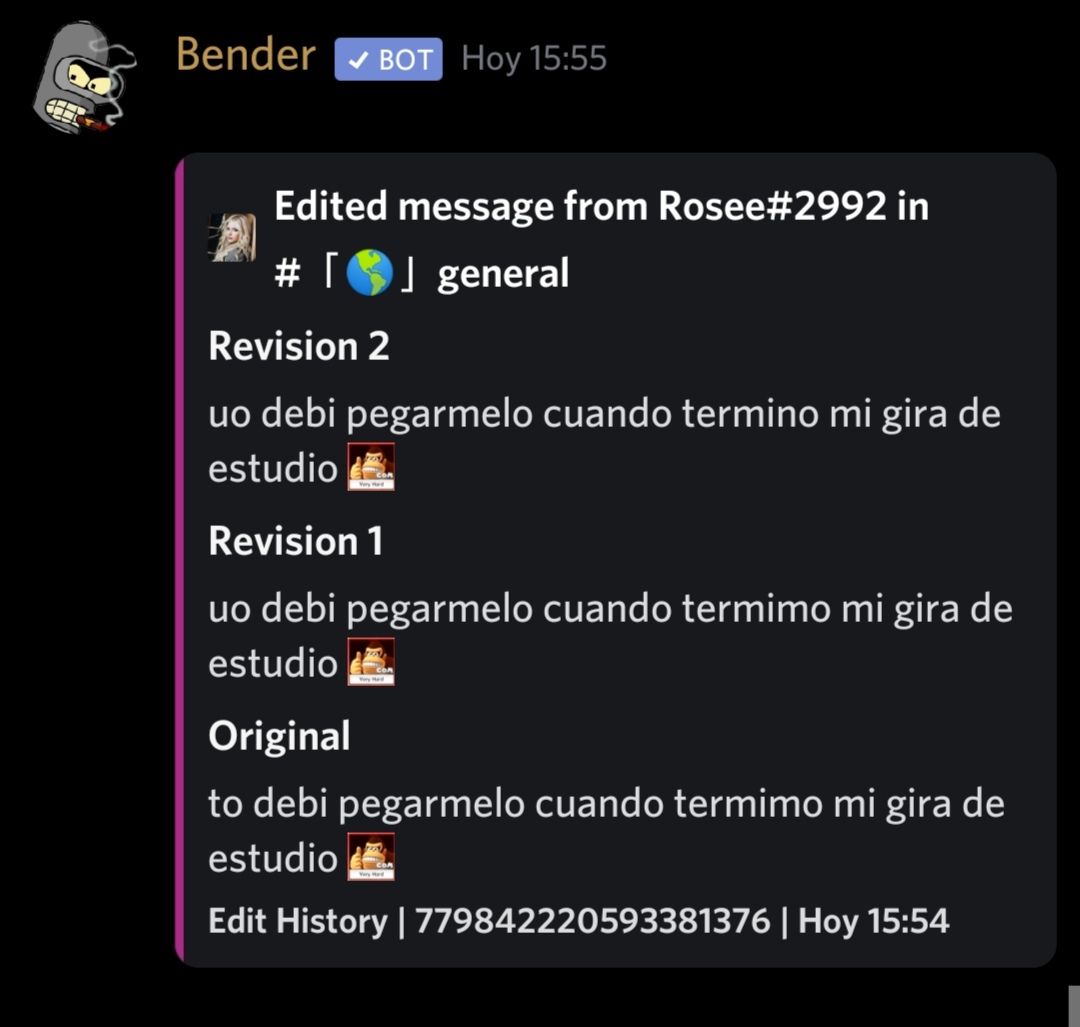 Bender ✓ BOT Hoy 15:55
Edited message from Rosee#2992 in
# 「🌎」 general
Revision 2
uo debi pegarmelo cuando termino mi gira de
estudio
Revision 1
uo debi pegarmelo cuando termimo mi gira de
estudio
Original
to debi pegarmelo cuando termimo mi gira de
estudio
Edit History | 779842220593381376 | Hoy 15:54